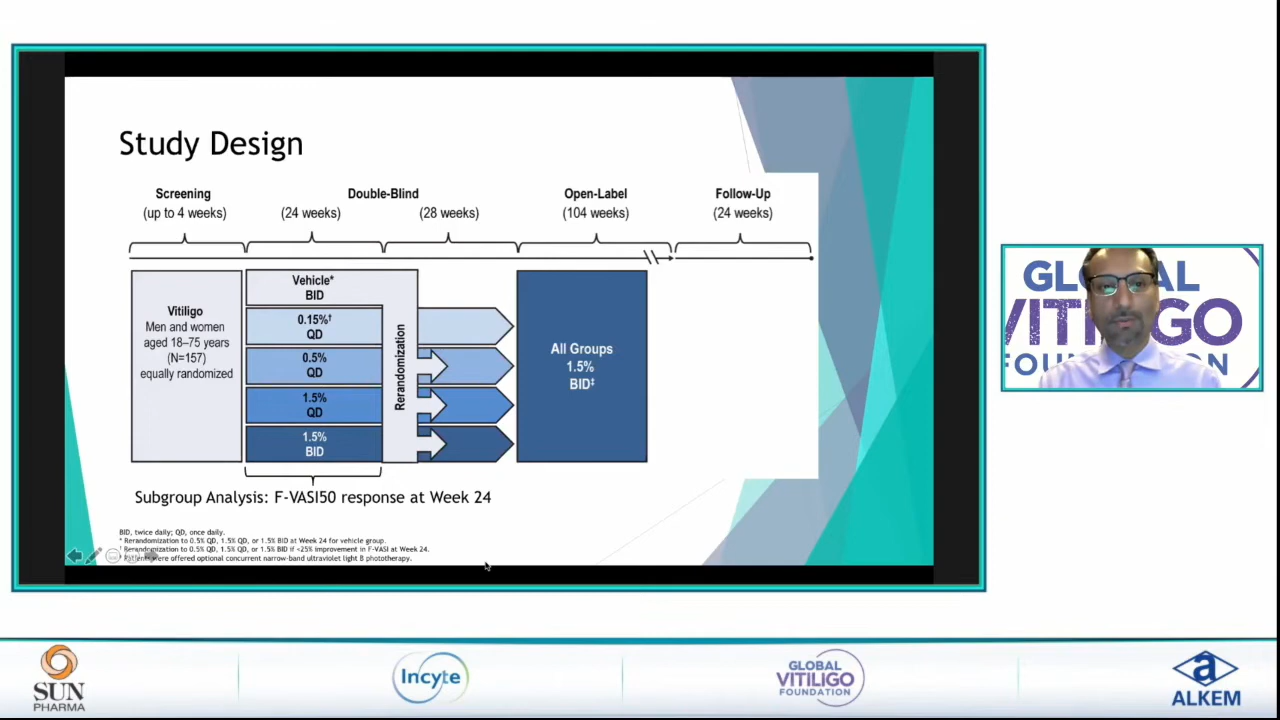 Study Design
Screening
(up to 4 weeks)
Double-Blind
(24 weeks)
(28 weeks)
Open-Label
(104 weeks)
Follow-Up
(24 weeks)
Vitiligo
Men and women
aged 18–75 years
(N=157)
equally randomized
Vehicle*
BID
0.15%†
QD
0.5%
QD
1.5%
QD
1.5%
BID
Rerandomization
All Groups
1.5%
BID‡
Subgroup Analysis: F-VASI50 response at Week 24
BID, twice daily; QD, once daily.
* Rerandomization to 0.5% QD, 1.5% QD, or 1.5% BID at Week 24 for vehicle group.
Rerandomization to 0.5% QD, 1.5% QD, or 1.5% BID if <25% improvement in F-VASI at Week 24.
Patients were offered optional concurrent narrow-band ultraviolet light B phototherapy.
GLOBAL
VITILIGO
FOUNDATION
SUN
PHARMA
Incyte
GLOBAL
VITILIGO
FOUNDATION
a
ALKEM